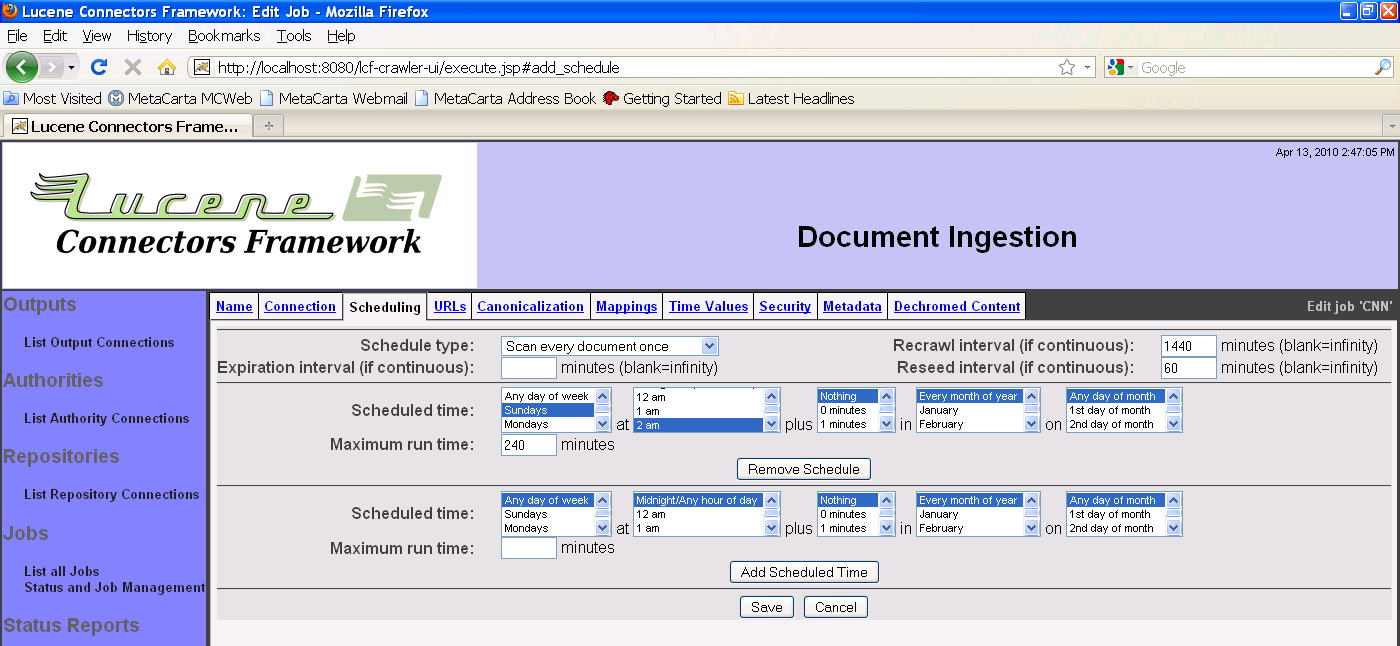 Lucene Connectors Framework: Edit Job - Mozilla Firefox
File Edit View History Bookmarks Tools Help
http://localhost:8080/lcf-crawler-ui/execute.jsp#add_schedule Google
Most Visited MetaCarta MCWeb MetaCarta Webmail MetaCarta Address Book Getting Started Latest Headlines
Lucene Connectors Frame...
Apr 13, 2010 2:47:05 PM
Lucene
Connectors Framework
Document Ingestion
Outputs
List Output Connections
Authorities
List Authority Connections
Repositories
List Repository Connections
Jobs
List all Jobs
Status and Job Management
Status Reports
Name Connection Scheduling URLs Canonicalization Mappings Time Values Security Metadata Dechromed Content Edit job 'CNN'
Schedule type: Scan every document once Recrawl interval (if continuous): 1440 minutes (blank=infinity)
Expiration interval (if continuous): minutes (blank=infinity) Reseed interval (if continuous): 60 minutes (blank=infinity)
Any day of week 12 am Nothing Every month of year Any day of month
Scheduled time: Sundays 1 am 0 minutes January 1st day of month
Mondays at 2 am plus 1 minutes in February on 2nd day of month
Maximum run time: 240 minutes
Remove Schedule
Any day of week Midnight/Any hour of day Nothing Every month of year Any day of month
Scheduled time: Sundays 12 am 0 minutes January 1st day of month
Mondays at 1 am plus 1 minutes in February on 2nd day of month
Maximum run time: minutes
Add Scheduled Time
Save Cancel